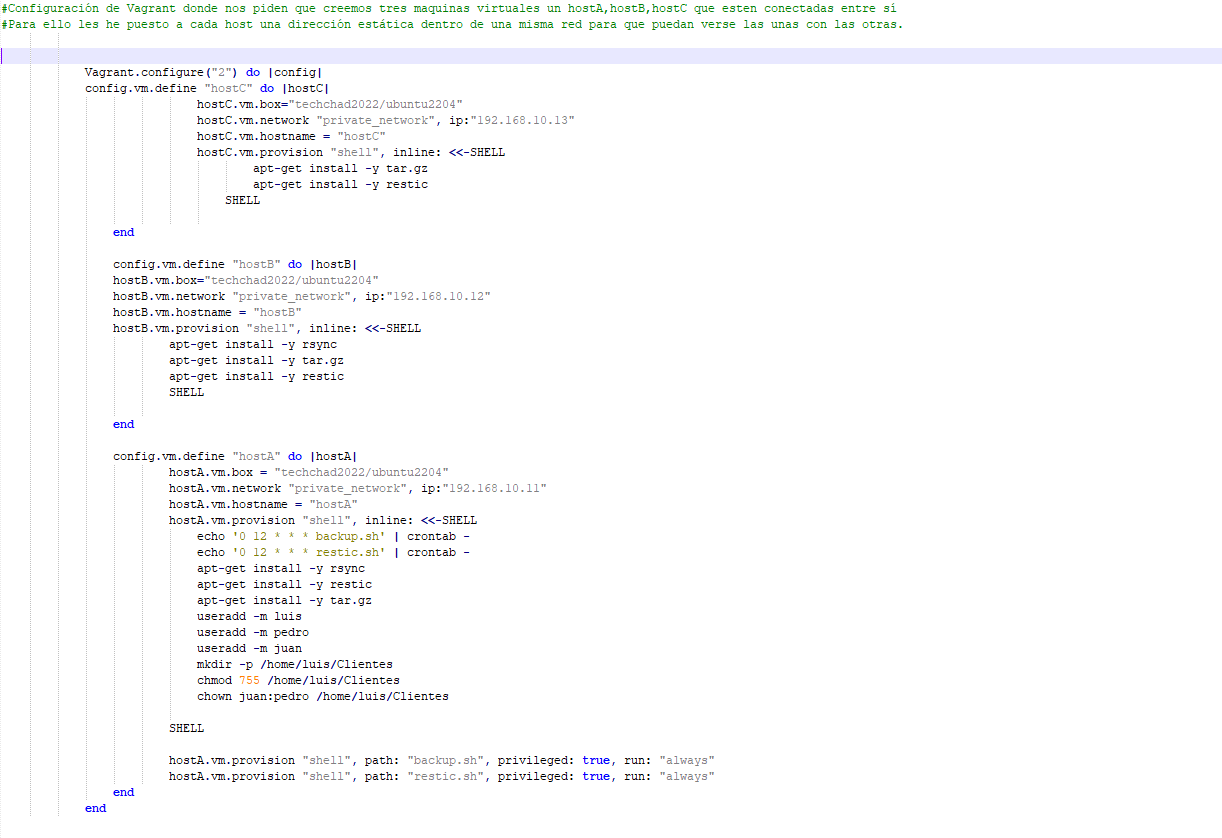 #Configuración de Vagrant donde nos piden que creemos tres maquinas virtuales un hostA,hostB,hostC que esten conectadas entre sí
#Para ello les he puesto a cada host una dirección estática dentro de una misma red para que puedan verse las unas con las otras.
Vagrant.configure("2") do |config|
config.vm.define "hostC" do |hostC|
hostC.vm.box="techchad2022/ubuntu2204"
hostC.vm.network "private_network", ip:"192.168.10.13"
hostC.vm.hostname = "hostC"
hostC.vm.provision "shell", inline: <<-SHELL
apt-get install -y tar.gz
apt-get install -y restic
SHELL
end
config.vm.define "hostB" do |hostB|
hostB.vm.box="techchad2022/ubuntu2204"
hostB.vm.network "private_network", ip:"192.168.10.12"
hostB.vm.hostname = "hostB"
hostB.vm.provision "shell", inline: <<-SHELL
apt-get install -y rsync
apt-get install -y tar.gz
apt-get install -y restic
SHELL
end
config.vm.define "hostA" do |hostA|
hostA.vm.box = "techchad2022/ubuntu2204"
hostA.vm.network "private_network", ip:"192.168.10.11"
hostA.vm.hostname = "hostA"
hostA.vm.provision "shell", inline: <<-SHELL
echo '0 12 * * * backup.sh' | crontab -
echo '0 12 * * * restic.sh' | crontab -
apt-get install -y rsync
apt-get install -y restic
apt-get install -y tar.gz
useradd -m luis
useradd -m pedro
useradd -m juan
mkdir -p /home/luis/Clientes
chmod 755 /home/luis/Clientes
chown juan:pedro /home/luis/Clientes
SHELL
hostA.vm.provision "shell", path: "backup.sh", privileged: true, run: "always"
hostA.vm.provision "shell", path: "restic.sh", privileged: true, run: "always"
end
end